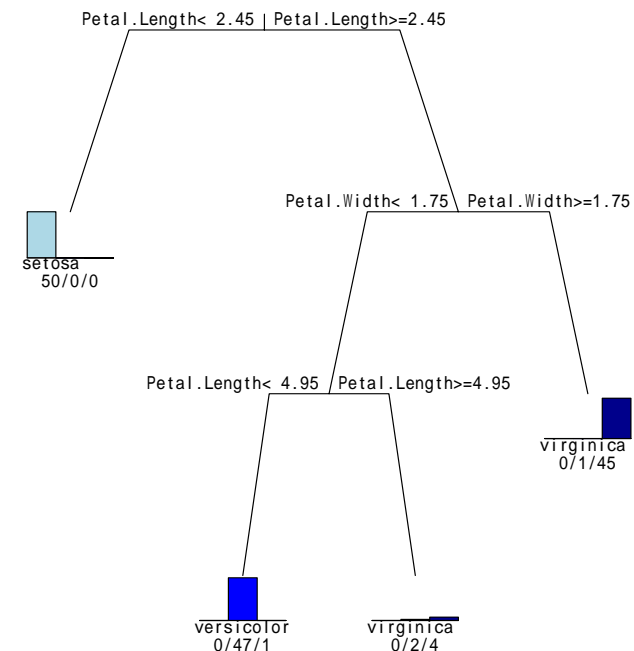 Petal.Length< 2.45 Petal.Length>=2.45
Petal.Width< 1.75 Petal.Width>=1.75
setosa
50/0/0
Petal.Length< 4.95 Petal.Length>=4.95
virginica
0/1/45
versicolor virginica
0/47/1 0/2/4